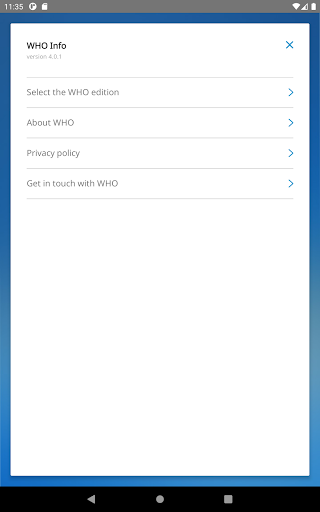 11:35
WHO Info
version 4.0.1
Select the WHO edition
About WHO
Privacy policy
Get in touch with WHO